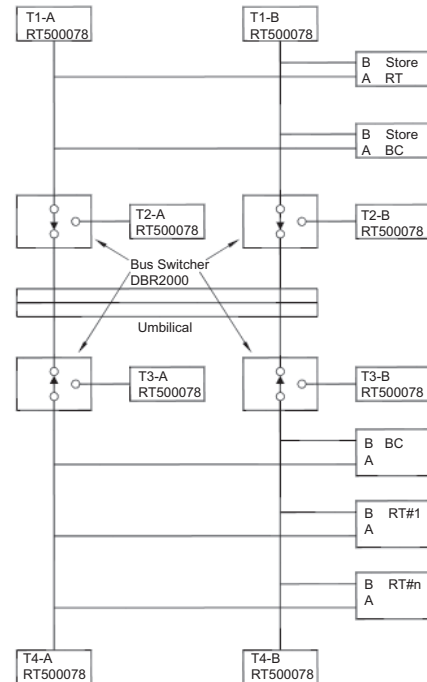 T1-A
RT500078
T1-B
RT500078
B Store
A RT
B Store
A BC
T2-A
RT500078
T2-B
RT500078
Bus Switcher
DBR2000
Umbilical
T3-A
RT500078
T3-B
RT500078
B BC
A
B RT#1
A
B RT#n
A
T4-A
RT500078
T4-B
RT500078